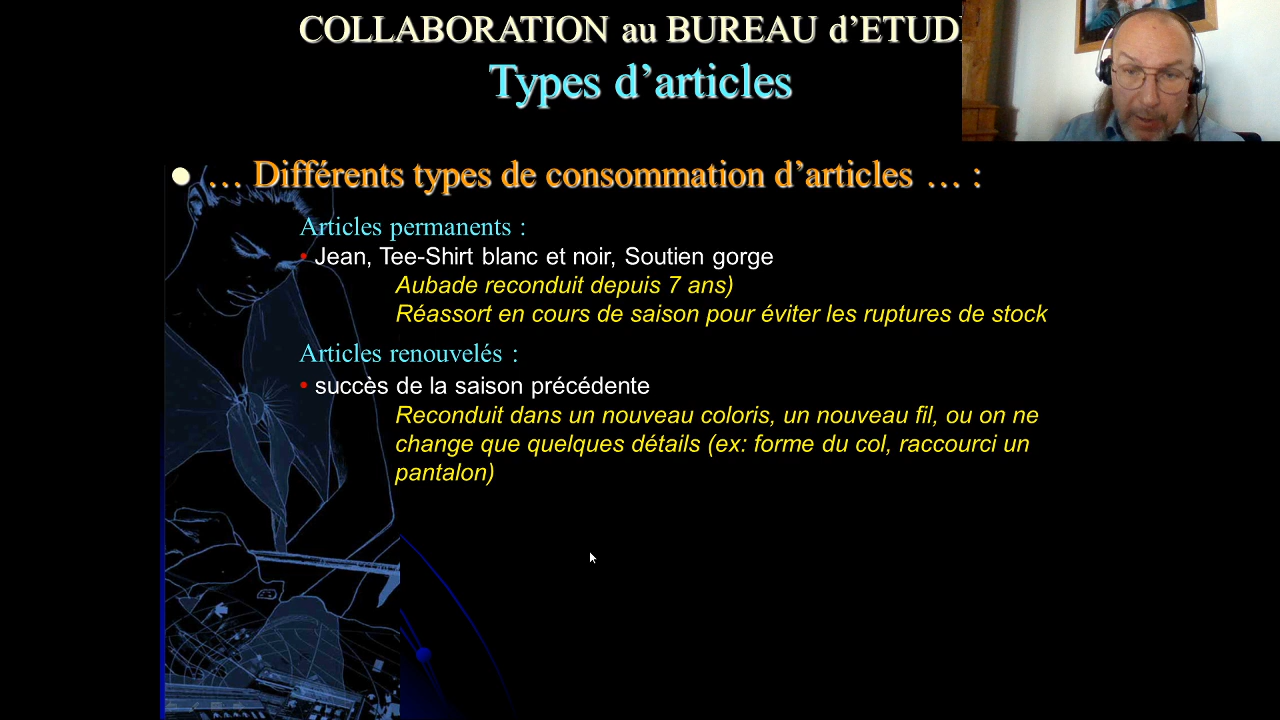 COLLABORATION au BUREAU d’ETUD
Types d’articles
… Différents types de consommation d’articles … :
Articles permanents :
• Jean, Tee-Shirt blanc et noir, Soutien gorge
Aubade reconduit depuis 7 ans)
Réassort en cours de saison pour éviter les ruptures de stock
Articles renouvelés :
• succès de la saison précédente
Reconduit dans un nouveau coloris, un nouveau fil, ou on ne
change que quelques détails (ex: forme du col, raccourci un
pantalon)